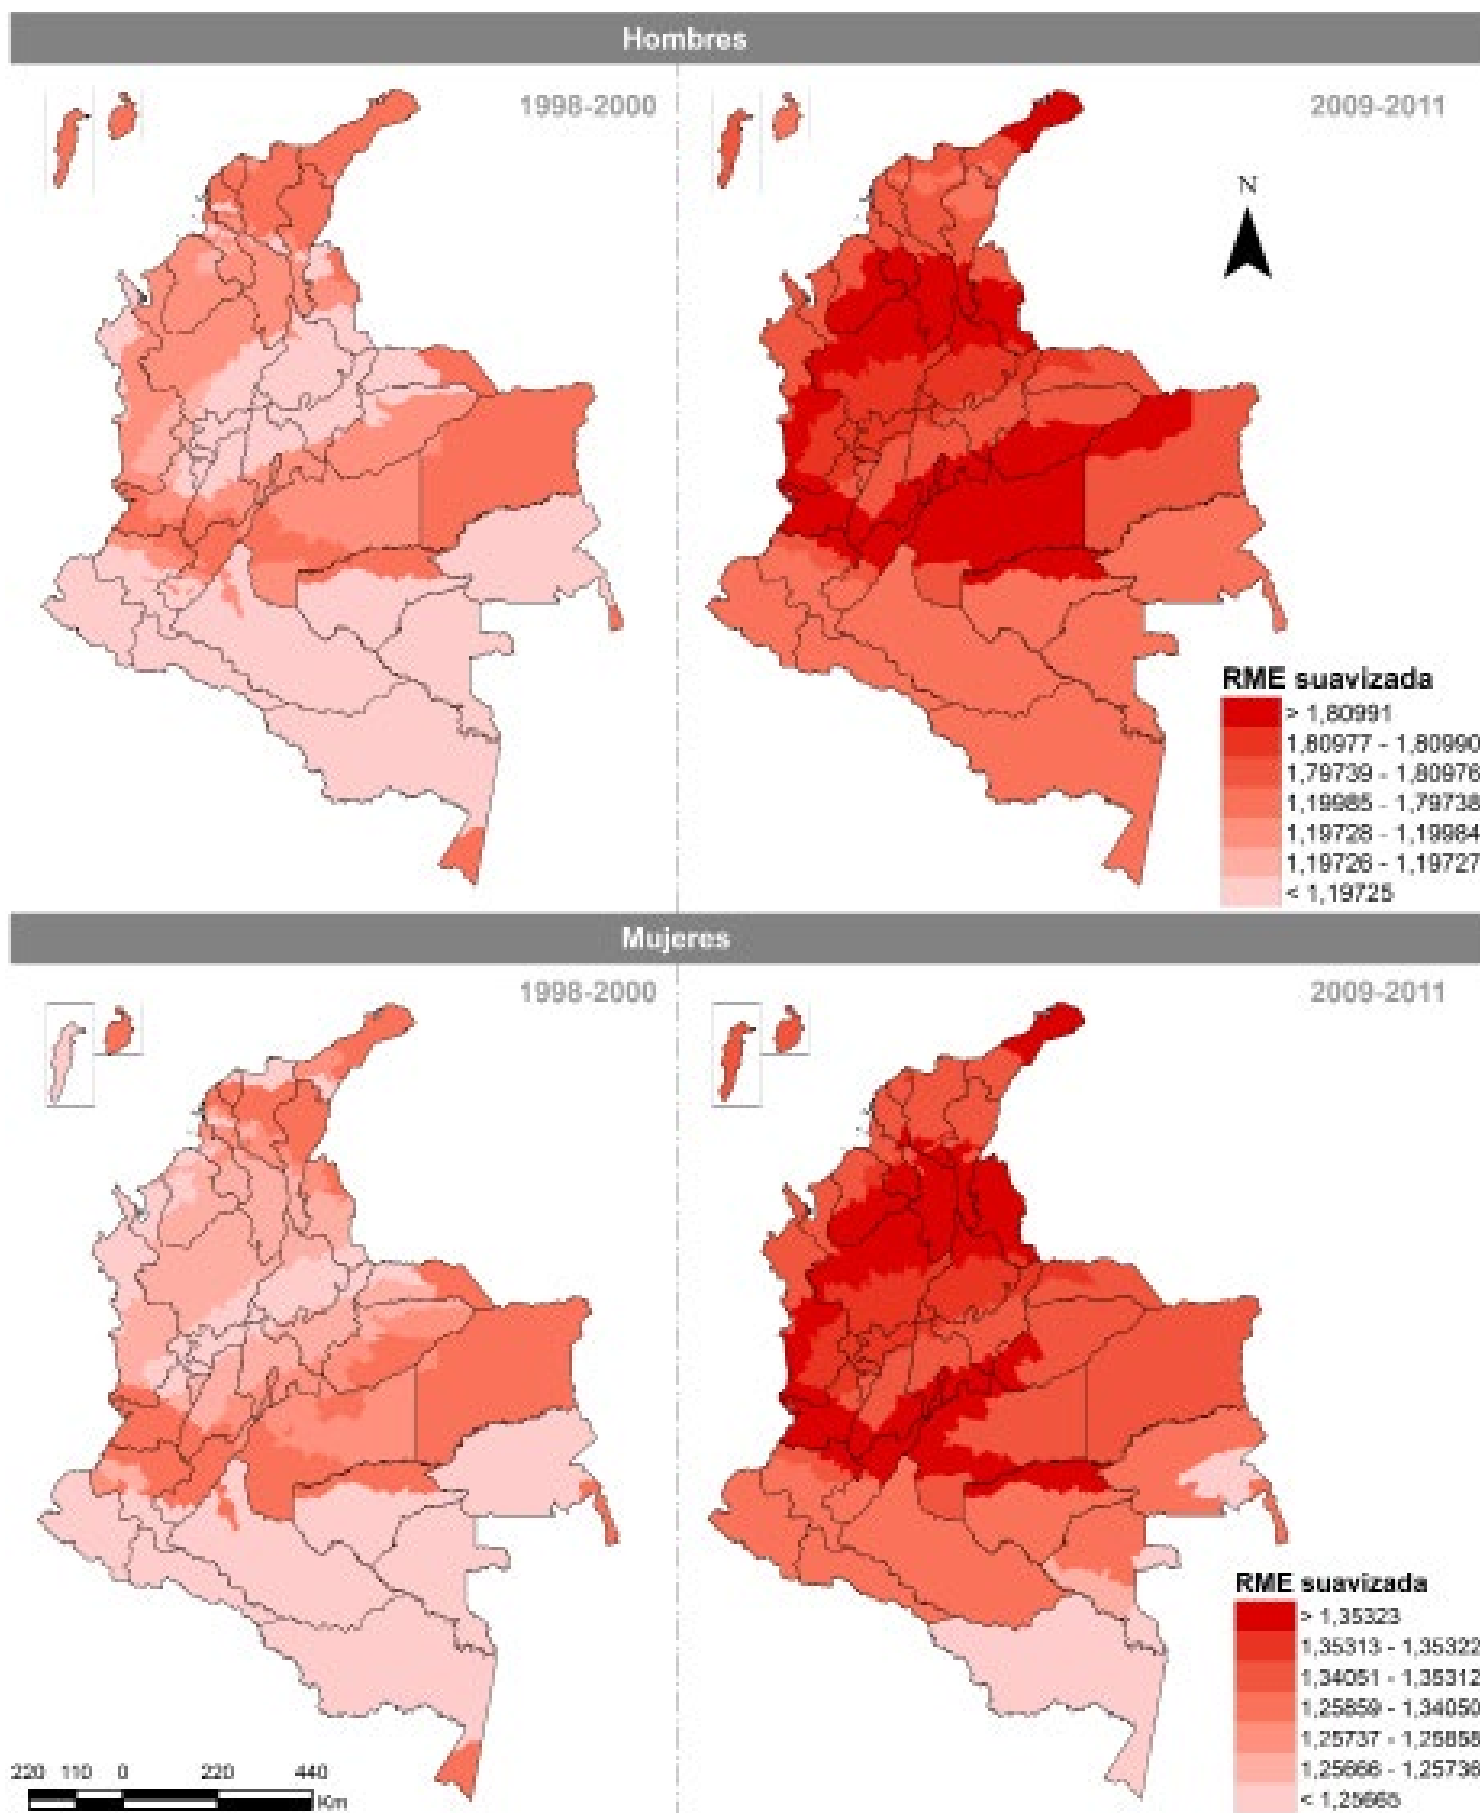 Hombres
1998-2000
2009-2011
N
RME suavizada
> 1,80991
1,80977 - 1,80990
1,79739 - 1,80976
1,19985 - 1,79738
1,19728 - 1,19984
1,19726 - 1,19727
< 1,19725
Mujeres
1998-2000
2009-2011
RME suavizada
> 1,35323
1,35313 - 1,35322
1,34051 - 1,35312
1,25859 - 1,34050
1,25737 - 1,25858
1,25666 - 1,25736
< 1,25665
220 110 0 220 440
Km